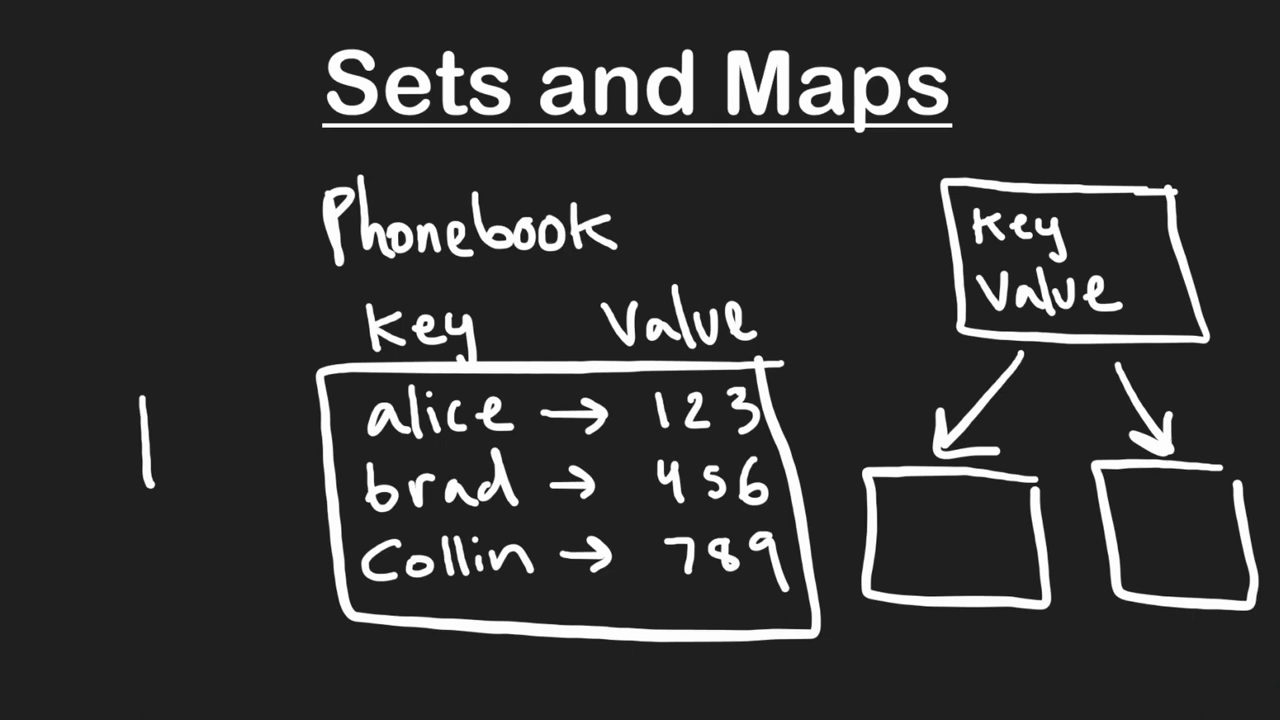 Sets and Maps
Phonebook
Key Value
alice → 123
brad → 456
Collin → 789
Key
Value